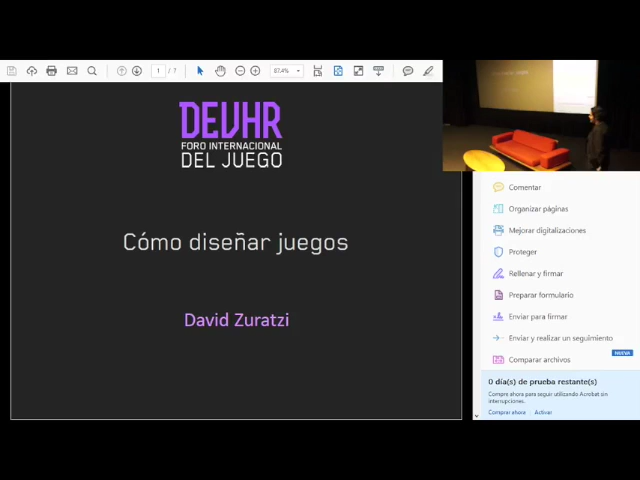 1 / 7
87,4%
DEVHR
FORO INTERNACIONAL
DEL JUEGO
Cómo diseñar juegos
David Zuratzi
Comentar
Organizar páginas
Mejorar digitalizaciones
Proteger
Rellenar y firmar
Preparar formulario
Enviar para firmar
Enviar y realizar un seguimiento
NUEVA
Comparar archivos
0 día(s) de prueba restante(s)
Compre ahora para seguir utilizando Acrobat sin
interrupciones.
Comprar ahora
Activar